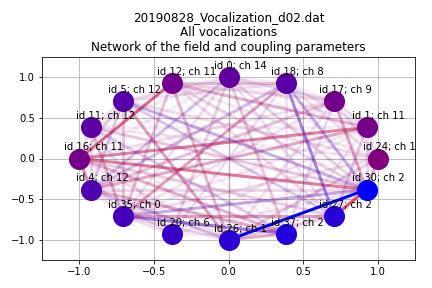 20190828_Vocalization_d02.dat
All vocalizations
Network of the field and coupling parameters
id 0; ch 14
id 12; ch 11
id 18; ch 8
id 5; ch 12
id 17; ch 9
id 11; ch 12
id 1; ch 11
id 16; ch 11
id 24; ch 1
id 4; ch 12
id 30; ch 2
id 35; ch 0
id 27; ch 2
id 20; ch 6
id 26; ch 1
id 37; ch 2
1.0
0.5
0.0
−0.5
−1.0
−1.0
−0.5
0.0
0.5
1.0